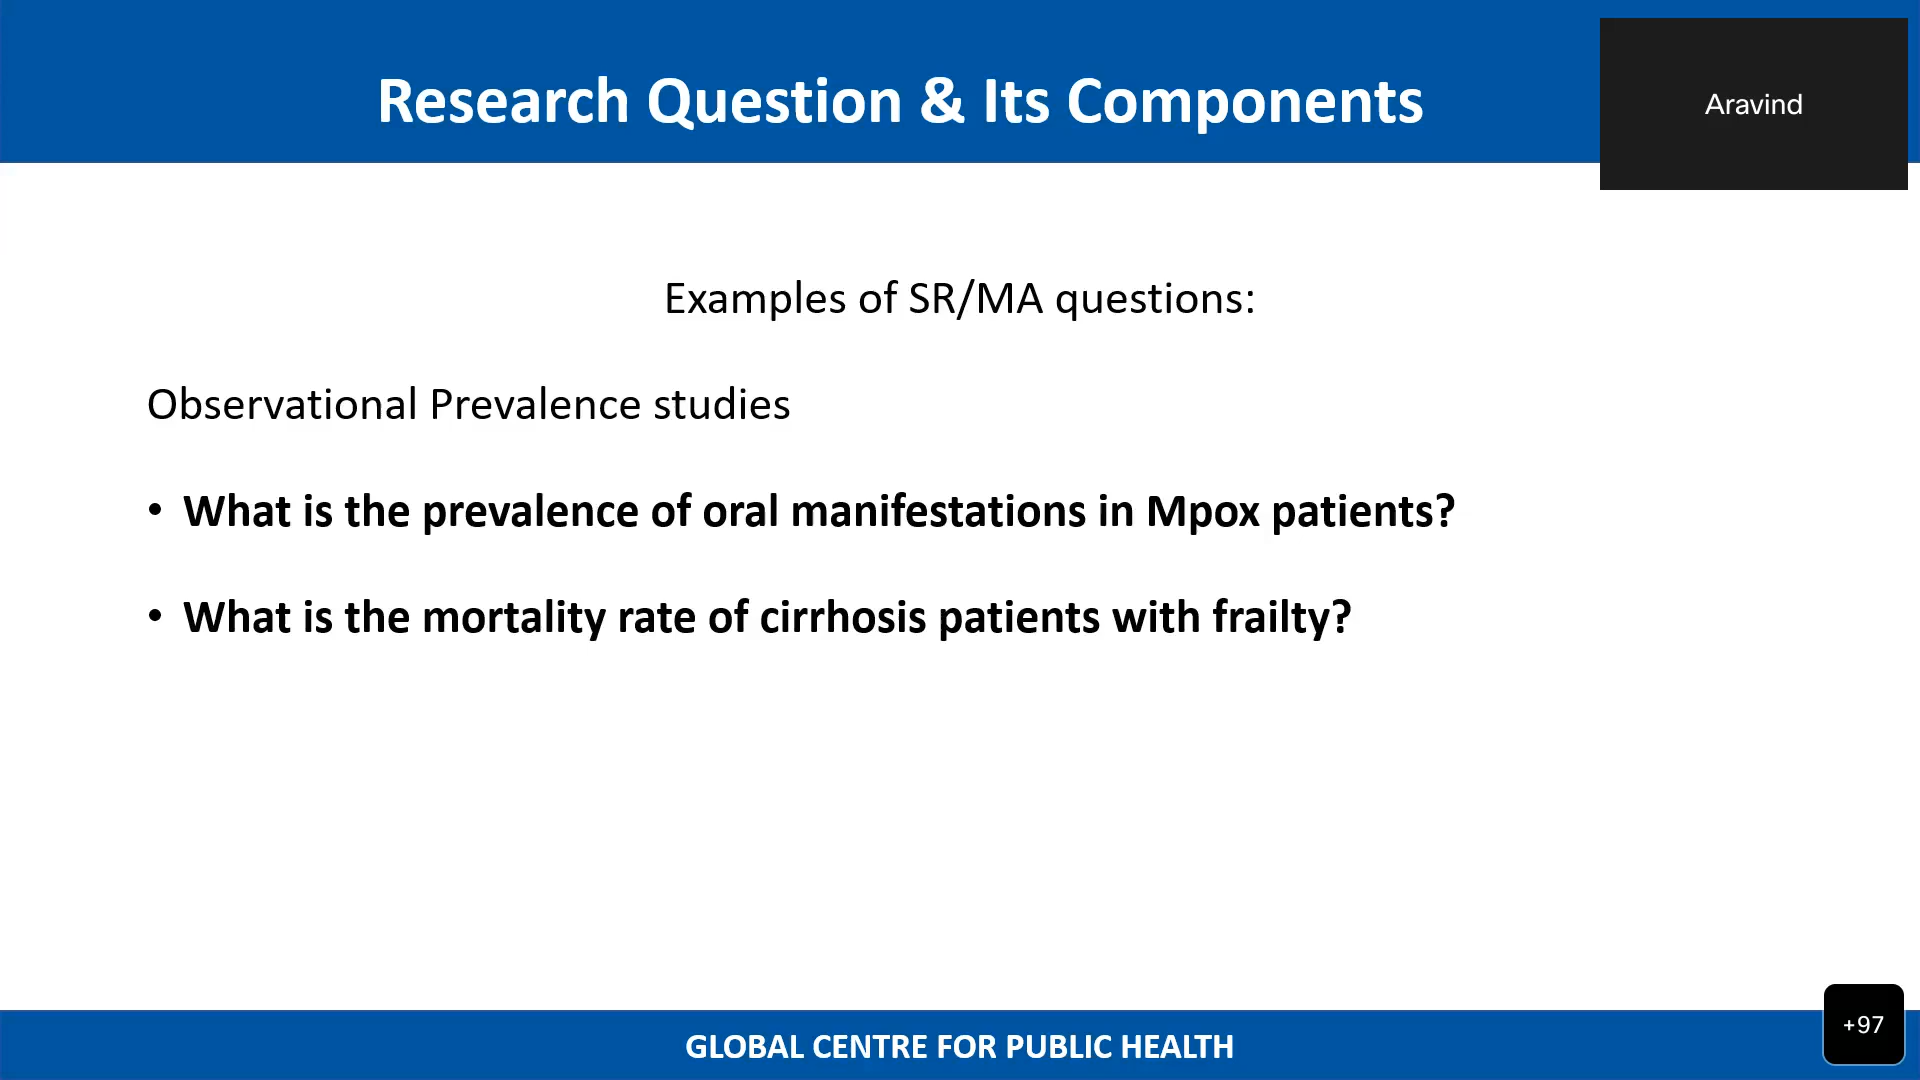 Research Question & Its Components
Aravind
Examples of SR/MA questions:
Observational Prevalence studies
• What is the prevalence of oral manifestations in Mpox patients?
• What is the mortality rate of cirrhosis patients with frailty?
GLOBAL CENTRE FOR PUBLIC HEALTH
+97